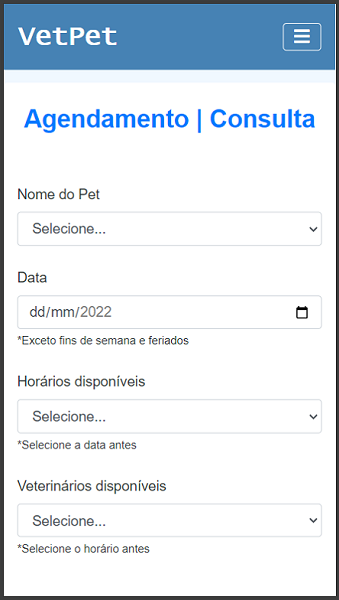 VetPet
Agendamento | Consulta
Nome do Pet
Selecione...
Data
dd/mm/2022
*Exceto fins de semana e feriados
Horários disponíveis
Selecione...
*Selecione a data antes
Veterinários disponíveis
Selecione...
*Selecione o horário antes